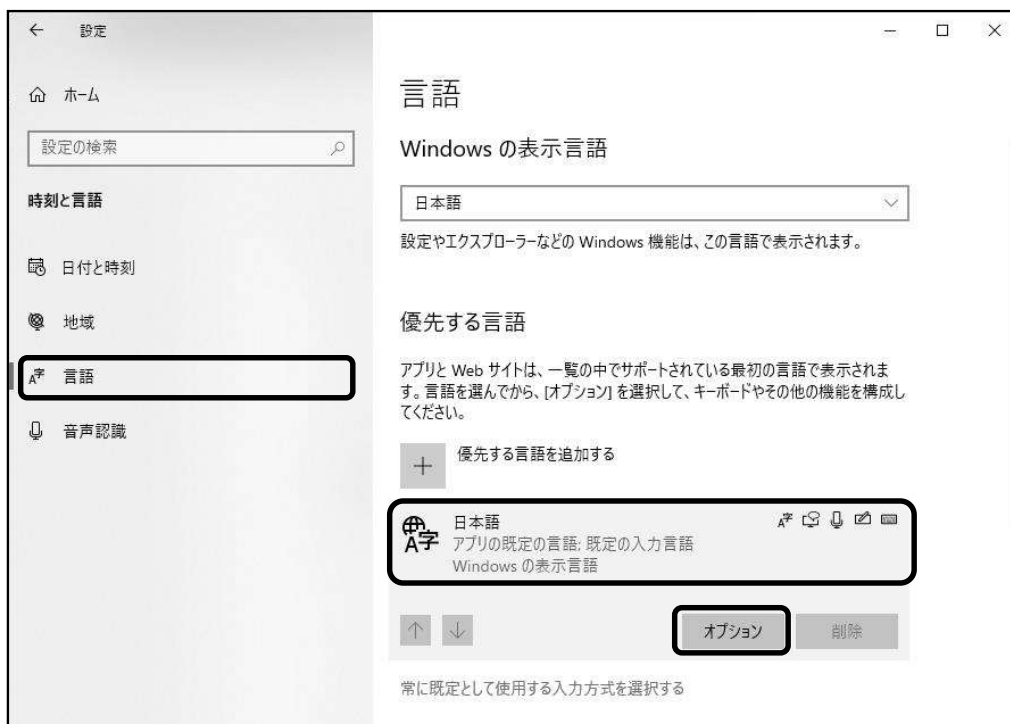 設定
ホーム
設定の検索
時刻と言語
日付と時刻
地域
A字 言語
音声認識
言語
Windows の表示言語
日本語
設定やエクスプローラーなどの Windows 機能は、この言語で表示されます。
優先する言語
アプリと Web サイトは、一覧の中でサポートされている最初の言語で表示されま
す。言語を選んでから、[オプション] を選択して、キーボードやその他の機能を構成し
てください。
優先する言語を追加する
A字 日本語
A字
アプリの既定の言語; 既定の入力言語
Windows の表示言語
オプション
削除
常に既定として使用する入力方式を選択する